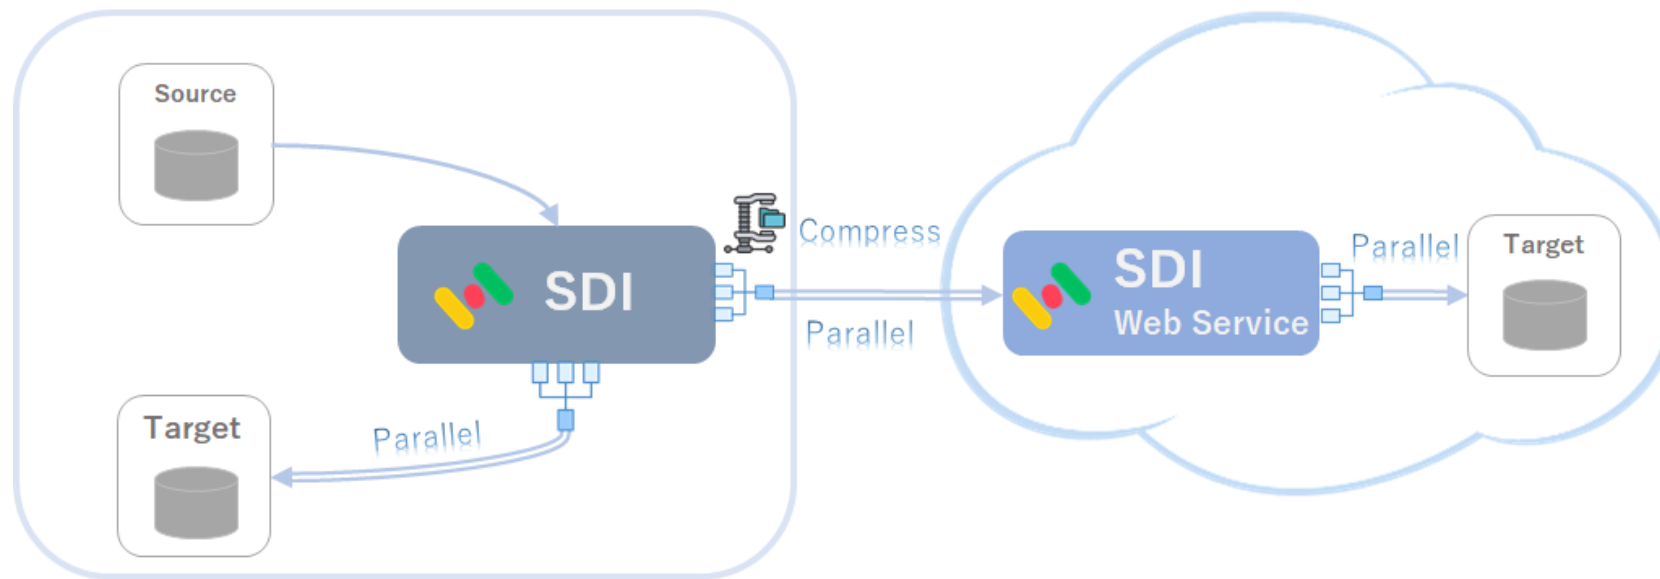 Source
SDI
Compress
Parallel
Target
Parallel
SDI
Web Service
Parallel
Target